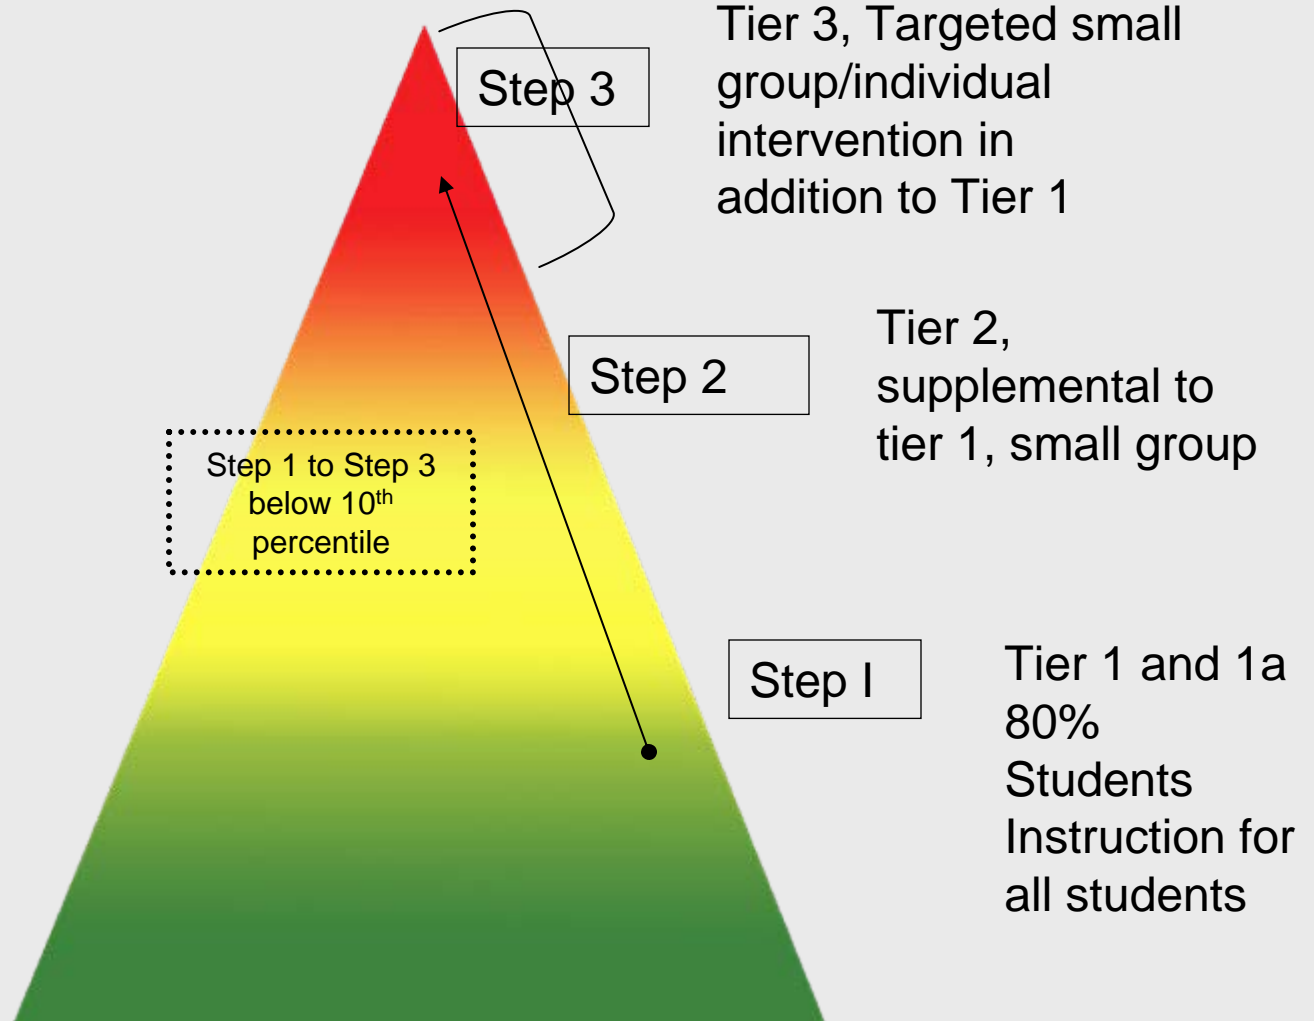 Tier 3, Targeted small
group/individual
intervention in
addition to Tier 1
Step 3
Tier 2,
supplemental to
tier 1, small group
Step 2
Step 1 to Step 3
below 10th
percentile
Step I
Tier 1 and 1a
80%
Students
Instruction for
all students